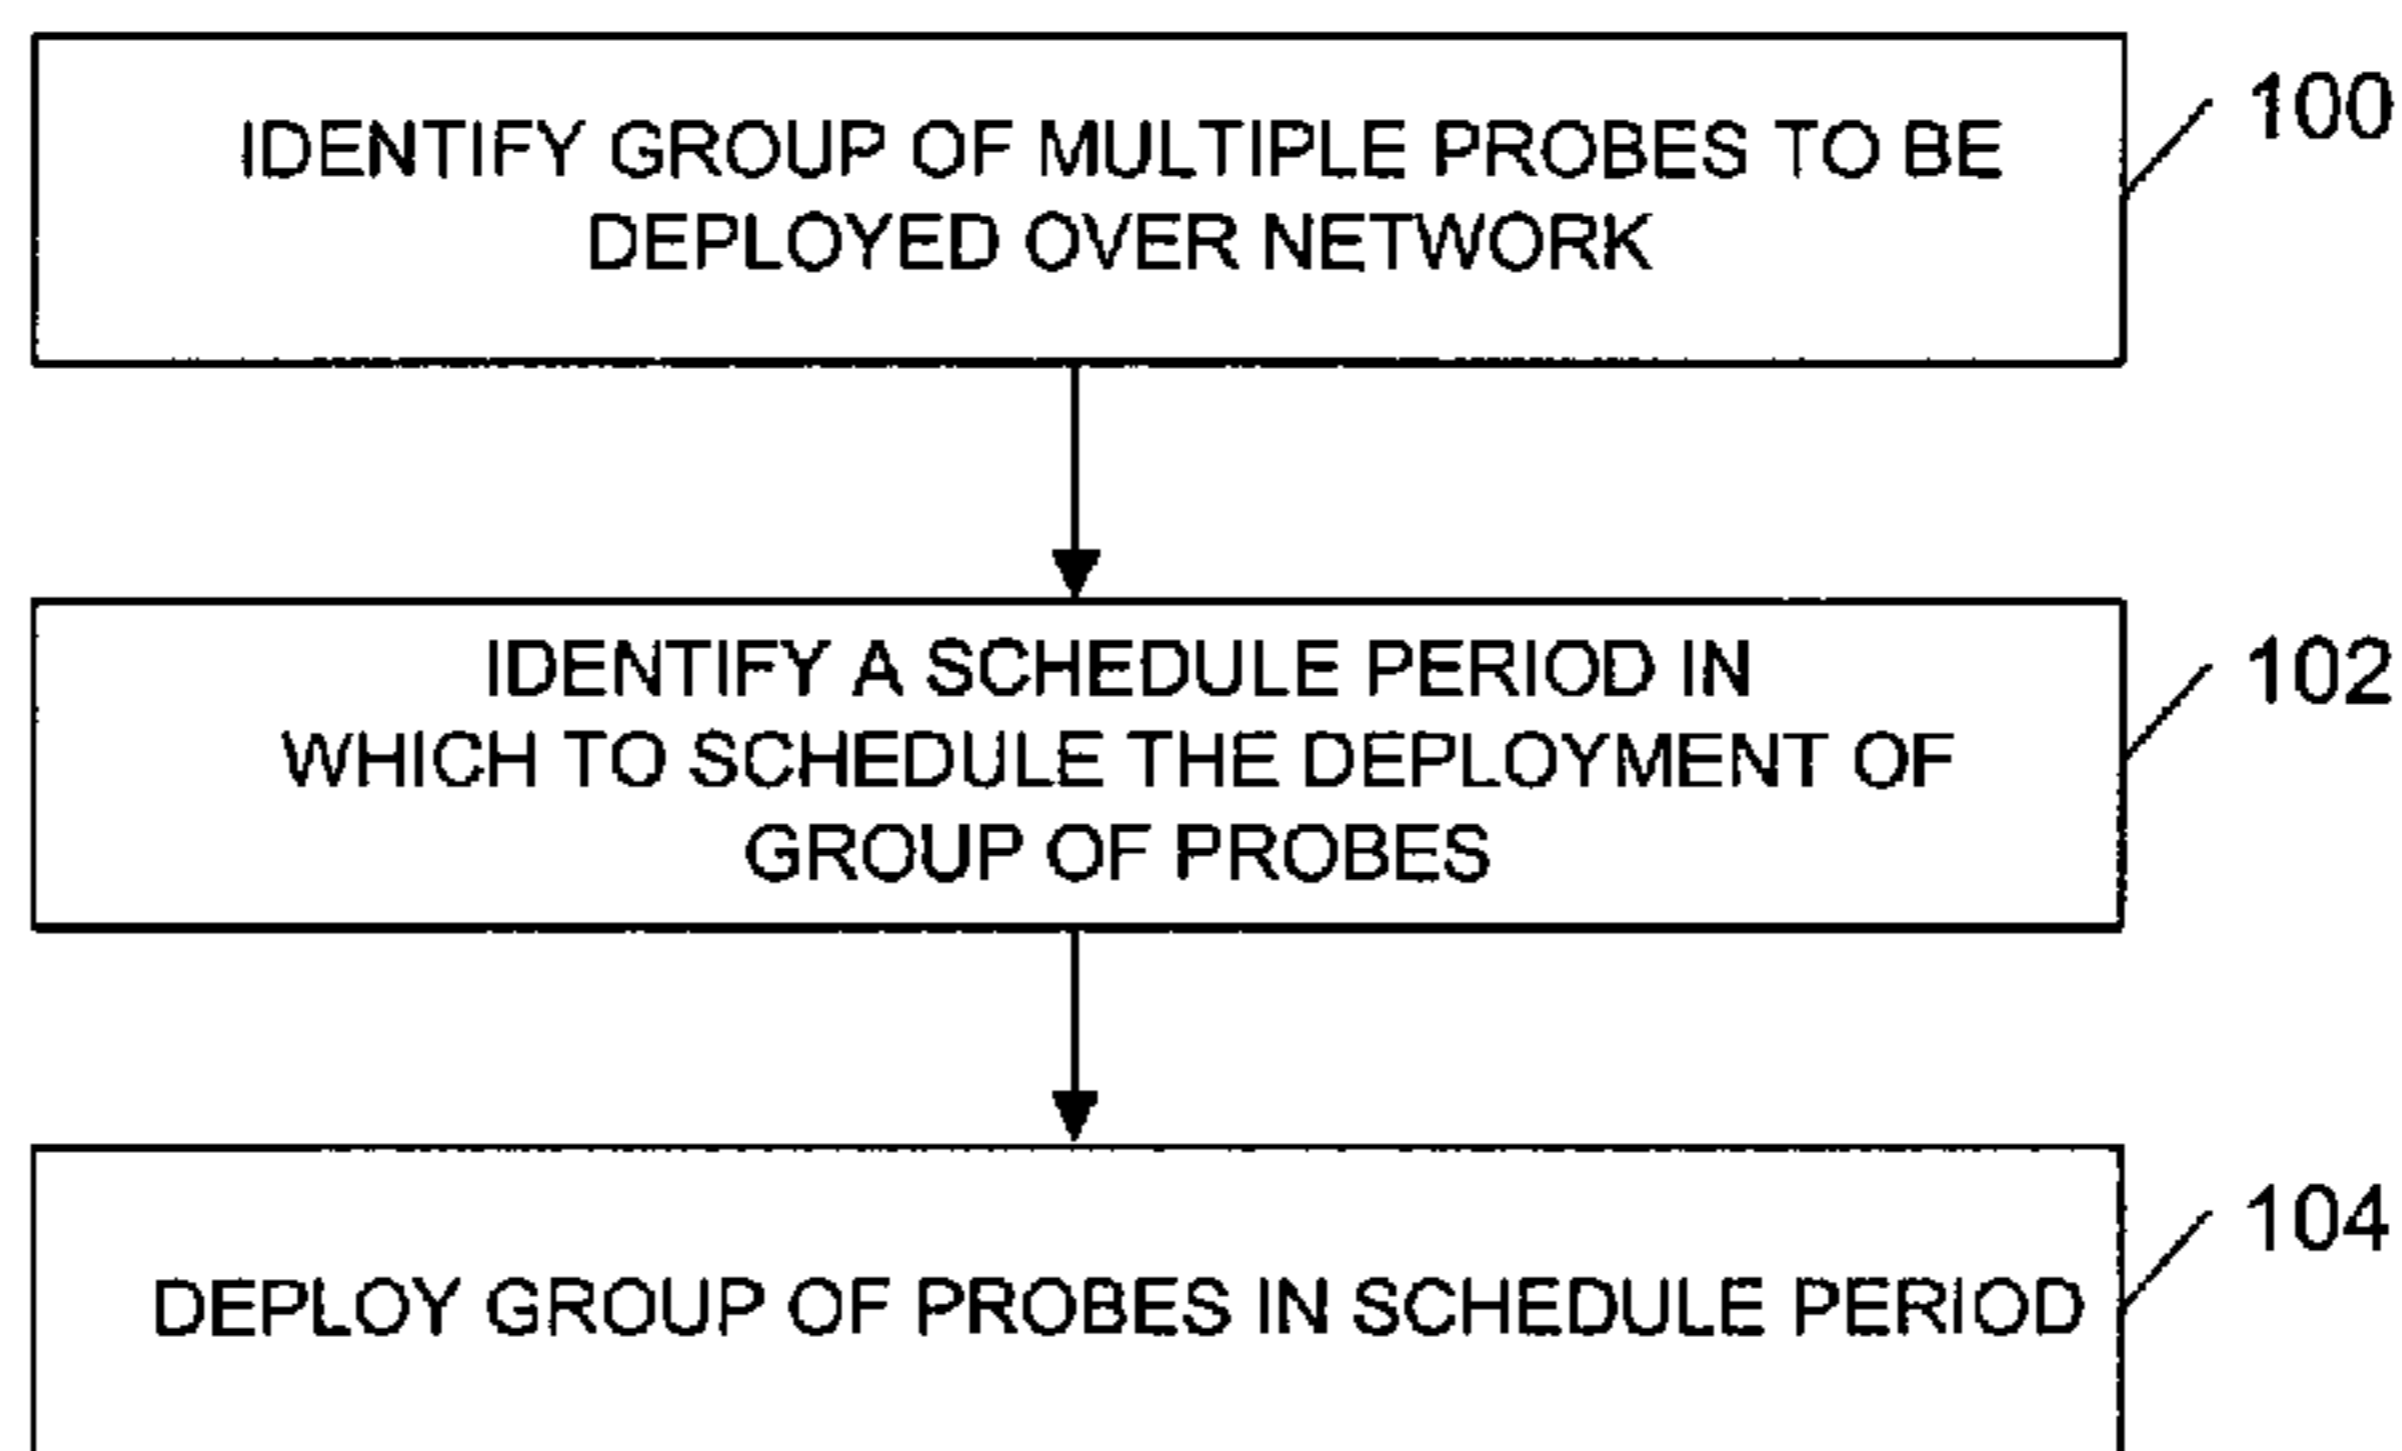 IDENTIFY GROUP OF MULTIPLE PROBES TO BE
DEPLOYED OVER NETWORK
100
IDENTIFY A SCHEDULE PERIOD IN
WHICH TO SCHEDULE THE DEPLOYMENT OF
GROUP OF PROBES
102
DEPLOY GROUP OF PROBES IN SCHEDULE PERIOD
104